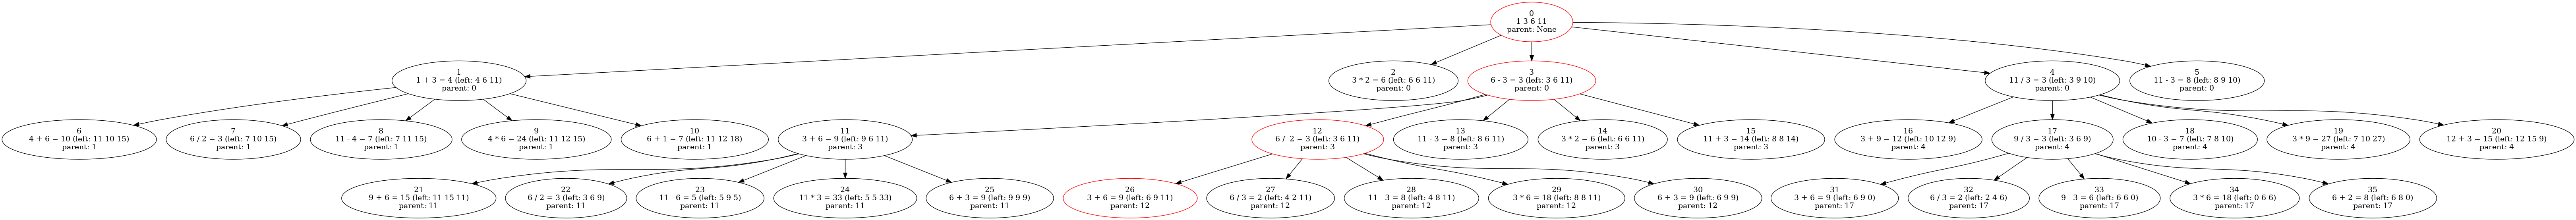 0
1 3 6 11
parent: None
1
1 + 3 = 4 (left: 4 6 11)
parent: 0
2
3 * 2 = 6 (left: 6 6 11)
parent: 0
3
6 - 3 = 3 (left: 3 6 11)
parent: 0
4
11 / 3 = 3 (left: 3 9 10)
parent: 0
5
11 - 3 = 8 (left: 8 9 10)
parent: 0
6
4 + 6 = 10 (left: 11 10 15)
parent: 1
7
6 / 2 = 3 (left: 7 10 15)
parent: 1
8
11 - 4 = 7 (left: 7 11 15)
parent: 1
9
4 * 6 = 24 (left: 11 12 15)
parent: 1
10
6 + 1 = 7 (left: 11 12 18)
parent: 1
11
3 + 6 = 9 (left: 9 6 11)
parent: 3
12
6 /  2 = 3 (left: 3 6 11)
parent: 3
13
11 - 3 = 8 (left: 8 6 11)
parent: 3
14
3 * 2 = 6 (left: 6 6 11)
parent: 3
15
11 + 3 = 14 (left: 8 8 14)
parent: 3
16
3 + 9 = 12 (left: 10 12 9)
parent: 4
17
9 / 3 = 3 (left: 3 6 9)
parent: 4
18
10 - 3 = 7 (left: 7 8 10)
parent: 4
19
3 * 9 = 27 (left: 7 10 27)
parent: 4
20
12 + 3 = 15 (left: 12 15 9)
parent: 4
21
9 + 6 = 15 (left: 11 15 11)
parent: 11
22
6 / 2 = 3 (left: 3 6 9)
parent: 11
23
11 - 6 = 5 (left: 5 9 5)
parent: 11
24
11 * 3 = 33 (left: 5 5 33)
parent: 11
25
6 + 3 = 9 (left: 9 9 9)
parent: 11
26
3 + 6 = 9 (left: 6 9 11)
parent: 12
27
6 / 3 = 2 (left: 4 2 11)
parent: 12
28
11 - 3 = 8 (left: 4 8 11)
parent: 12
29
3 * 6 = 18 (left: 8 8 11)
parent: 12
30
6 + 3 = 9 (left: 6 9 9)
parent: 12
31
3 + 6 = 9 (left: 6 9 0)
parent: 17
32
6 / 3 = 2 (left: 2 4 6)
parent: 17
33
9 - 3 = 6 (left: 6 6 0)
parent: 17
34
3 * 6 = 18 (left: 0 6 6)
parent: 17
35
6 + 2 = 8 (left: 6 8 0)
parent: 17